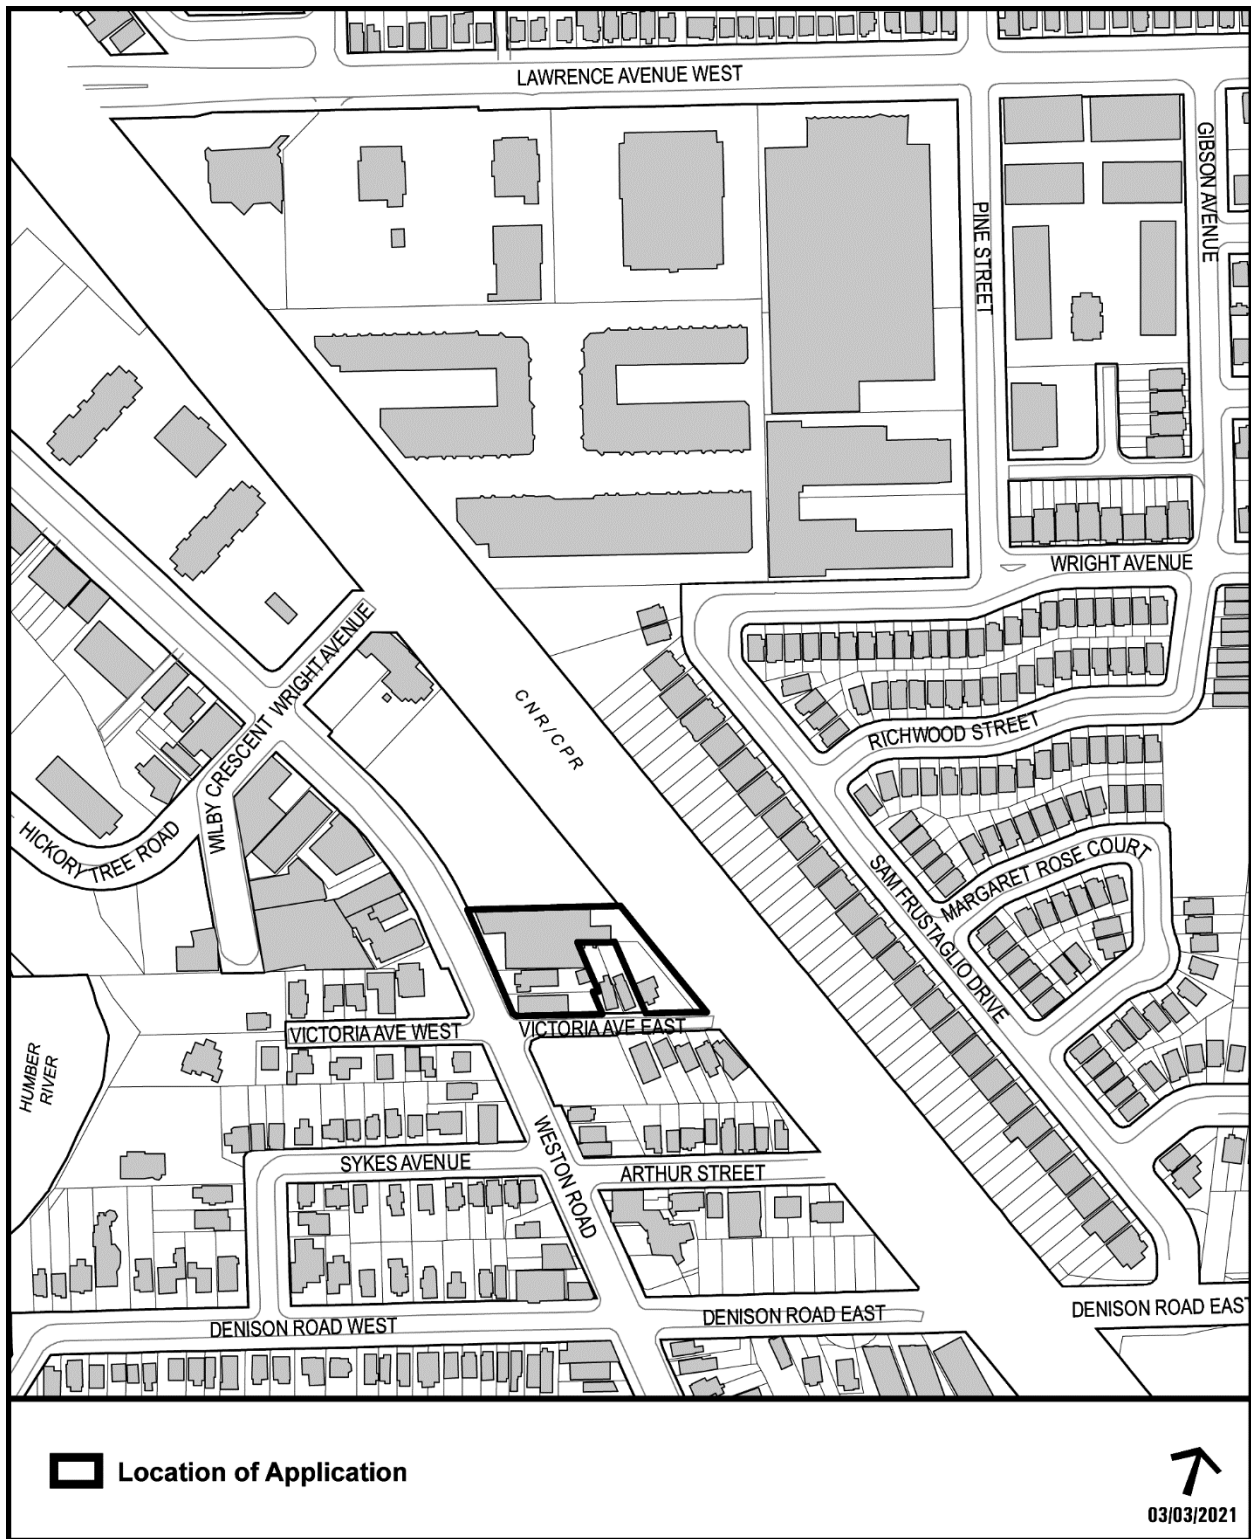 LAWRENCE AVENUE WEST
GIBSON AVENUE
PINE STREET
WRIGHT AVENUE
WRIGHT AVENUE
CNR/CPR
RICHWOOD STREET
WILBY CRESCENT
HICKORY TREE ROAD
MARGARET ROSE COURT
SAM FRUSTAGLIO DRIVE
VICTORIA AVE WEST
VICTORIA AVE EAST
HUMBER
RIVER
WESTON ROAD
SYKES AVENUE
ARTHUR STREET
DENISON ROAD WEST
DENISON ROAD EAST
DENISON ROAD EAST
Location of Application
03/03/2021